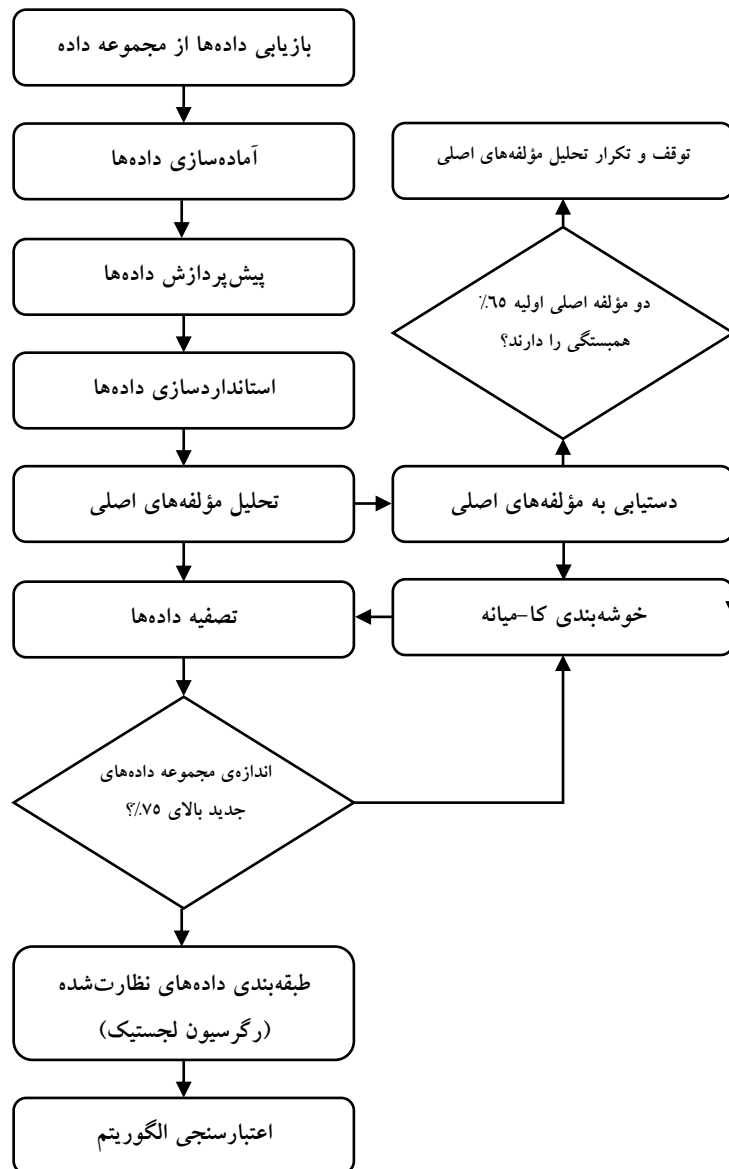 بازیابی داده‌ها از مجموعه داده
آماده‌سازی داده‌ها
توقف و تکرار تحلیل مؤلفه‌های اصلی
پیش‌پردازش داده‌ها
دو مؤلفه اصلی اولیه ٦٥٪
همبستگی را دارند؟
استانداردسازی داده‌ها
تحلیل مؤلفه‌های اصلی
دستیابی به مؤلفه‌های اصلی
تصفیه داده‌ها
خوشه‌بندی کا-میانه
اندازه‌ی مجموعه داده‌های
جدید بالای ٧٥٪؟
طبقه‌بندی داده‌های نظارت‌شده
(رگرسیون لجستیک)
اعتبارسنجی الگوریتم